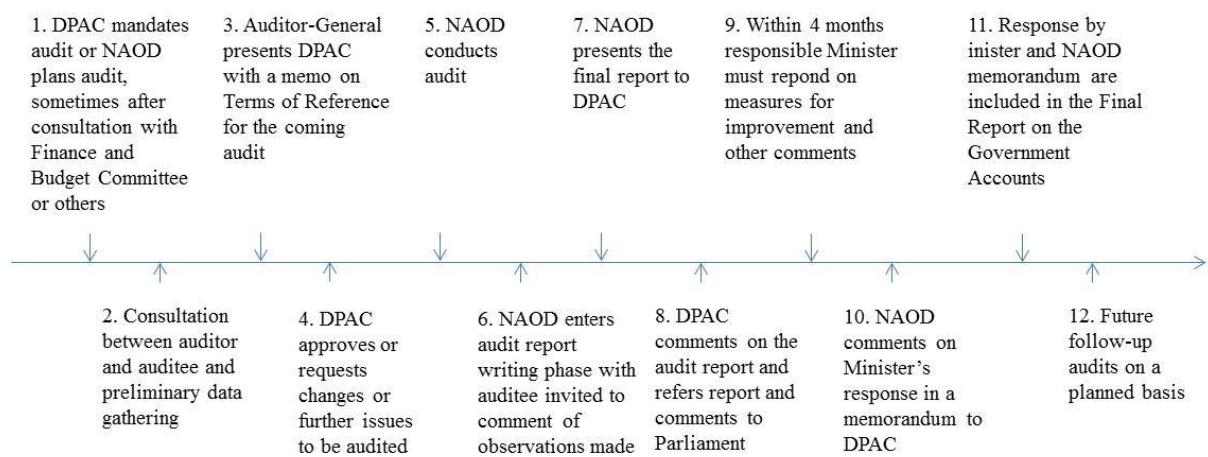 1. DPAC mandates
audit or NAOD
plans audit,
sometimes after
consultation with
Finance and
Budget Committee
or others
2. Consultation
between auditor
and auditee and
preliminary data
gathering
3. Auditor-General
presents DPAC
with a memo on
Terms of Reference
for the coming
audit
4. DPAC
approves or
requests
changes or
further issues
to be audited
5. NAOD
conducts
audit
6. NAOD enters
audit report
writing phase with
auditee invited to
comment of
observations made
7. NAOD
presents the
final report to
DPAC
8. DPAC
comments on the
audit report and
refers report and
comments to
Parliament
9. Within 4 months
responsible Minister
must repond on
measures for
improvement and
other comments
10. NAOD
comments on
Minister’s
response in a
memorandum to
DPAC
11. Response by
inister and NAOD
memorandum are
included in the Final
Report on the
Government
Accounts
12. Future
follow-up
audits on a
planned basis